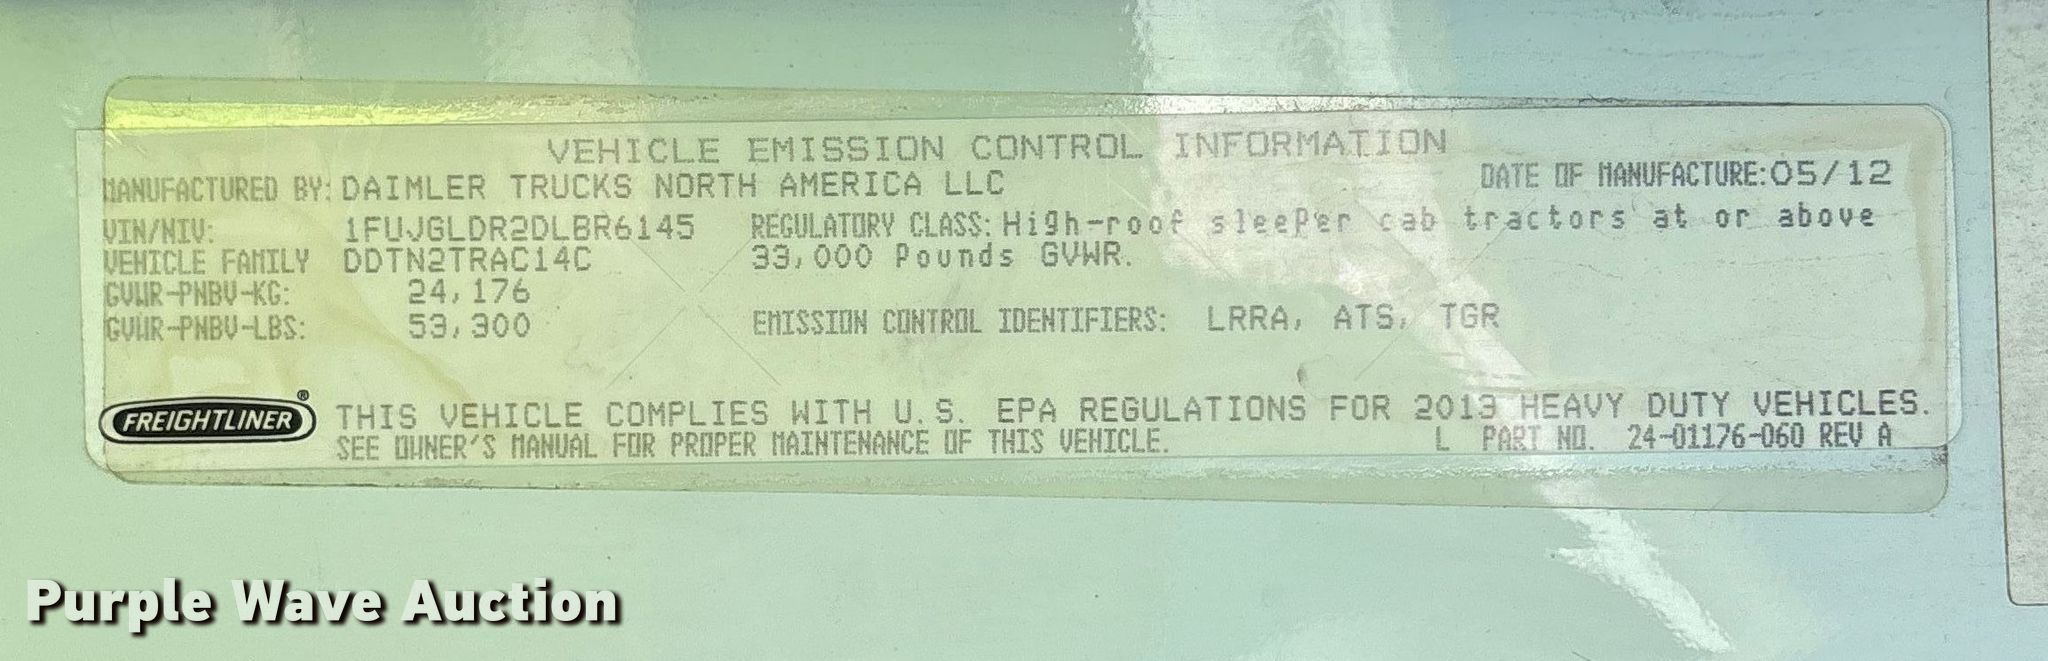 VEHICLE EMISSION CONTROL INFORMATION
MANUFACTURED BY: DAIMLER TRUCKS NORTH AMERICA LLC DATE OF MANUFACTURE: 05/12
VIN/NIV: 1FUJGLDR2DLBR6145 REGULATORY CLASS: High-roof sleeper cab tractors at or above
VEHICLE FAMILY DDTN2TRAC14C 33,000 Pounds GVWR.
GVWR-PNBV-KG: 24,176
GVWR-PNBV-LBS: 53,300 EMISSION CONTROL IDENTIFIERS: LRRA, ATS, TGR
FREIGHTLINER® THIS VEHICLE COMPLIES WITH U.S. EPA REGULATIONS FOR 2013 HEAVY DUTY VEHICLES.
SEE OWNER'S MANUAL FOR PROPER MAINTENANCE OF THIS VEHICLE. L PART NO. 24-01176-060 REV A
Purple Wave Auction